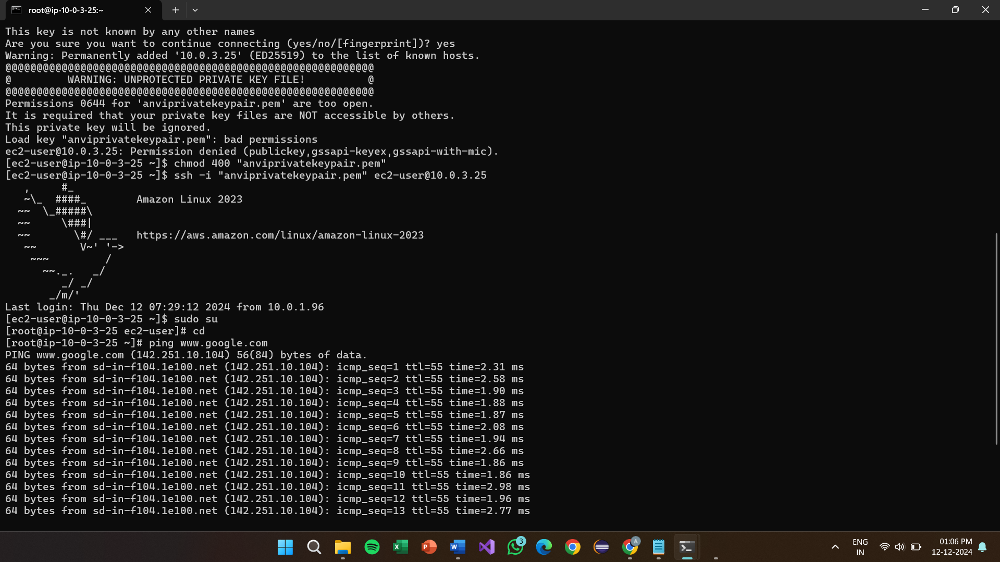 root@ip-10-0-3-25:~
This key is not known by any other names
Are you sure you want to continue connecting (yes/no/[fingerprint])? yes
Warning: Permanently added '10.0.3.25' (ED25519) to the list of known hosts.
@@@@@@@@@@@@@@@@@@@@@@@@@@@@@@@@@@@@@@@@@@@@@@@@@@@@@@@@@@@
@         WARNING: UNPROTECTED PRIVATE KEY FILE!          @
@@@@@@@@@@@@@@@@@@@@@@@@@@@@@@@@@@@@@@@@@@@@@@@@@@@@@@@@@@@
Permissions 0644 for 'anviprivatekeypair.pem' are too open.
It is required that your private key files are NOT accessible by others.
This private key will be ignored.
Load key "anviprivatekeypair.pem": bad permissions
ec2-user@10.0.3.25: Permission denied (publickey,gssapi-keyex,gssapi-with-mic).
[ec2-user@ip-10-0-3-25 ~]$ chmod 400 "anviprivatekeypair.pem"
[ec2-user@ip-10-0-3-25 ~]$ ssh -i "anviprivatekeypair.pem" ec2-user@10.0.3.25
   ,     #_
   ~\_  ####_        Amazon Linux 2023
  ~~  \_#####\
  ~~     \###|
  ~~       \#/ ___   https://aws.amazon.com/linux/amazon-linux-2023
   ~~       V~' '->
    ~~~         /
      ~~._.   _/
         _/ _/
       _/m/'
Last login: Thu Dec 12 07:29:12 2024 from 10.0.1.96
[ec2-user@ip-10-0-3-25 ~]$ sudo su
[root@ip-10-0-3-25 ec2-user]# cd
[root@ip-10-0-3-25 ~]# ping www.google.com
PING www.google.com (142.251.10.104) 56(84) bytes of data.
64 bytes from sd-in-f104.1e100.net (142.251.10.104): icmp_seq=1 ttl=55 time=2.31 ms
64 bytes from sd-in-f104.1e100.net (142.251.10.104): icmp_seq=2 ttl=55 time=2.58 ms
64 bytes from sd-in-f104.1e100.net (142.251.10.104): icmp_seq=3 ttl=55 time=1.90 ms
64 bytes from sd-in-f104.1e100.net (142.251.10.104): icmp_seq=4 ttl=55 time=1.88 ms
64 bytes from sd-in-f104.1e100.net (142.251.10.104): icmp_seq=5 ttl=55 time=1.87 ms
64 bytes from sd-in-f104.1e100.net (142.251.10.104): icmp_seq=6 ttl=55 time=2.08 ms
64 bytes from sd-in-f104.1e100.net (142.251.10.104): icmp_seq=7 ttl=55 time=1.94 ms
64 bytes from sd-in-f104.1e100.net (142.251.10.104): icmp_seq=8 ttl=55 time=2.66 ms
64 bytes from sd-in-f104.1e100.net (142.251.10.104): icmp_seq=9 ttl=55 time=1.86 ms
64 bytes from sd-in-f104.1e100.net (142.251.10.104): icmp_seq=10 ttl=55 time=1.86 ms
64 bytes from sd-in-f104.1e100.net (142.251.10.104): icmp_seq=11 ttl=55 time=2.98 ms
64 bytes from sd-in-f104.1e100.net (142.251.10.104): icmp_seq=12 ttl=55 time=1.96 ms
64 bytes from sd-in-f104.1e100.net (142.251.10.104): icmp_seq=13 ttl=55 time=2.77 ms
3
A
ENG
IN
01:06 PM
12-12-2024